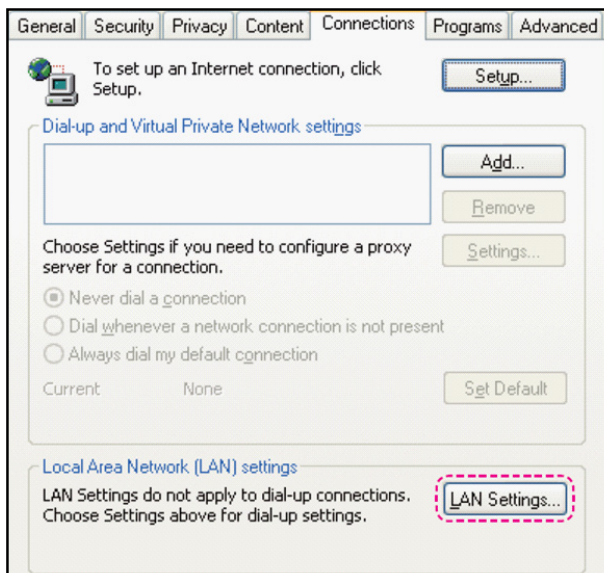 General Security Privacy Content Connections Programs Advanced
To set up an Internet connection, click Setup...
Setup.
Dial-up and Virtual Private Network settings
Add...
Remove
Choose Settings if you need to configure a proxy Settings...
server for a connection.
Never dial a connection
Dial whenever a network connection is not present
Always dial my default connection
Current None Set Default
Local Area Network (LAN) settings
LAN Settings do not apply to dial-up connections. LAN Settings...
Choose Settings above for dial-up settings.